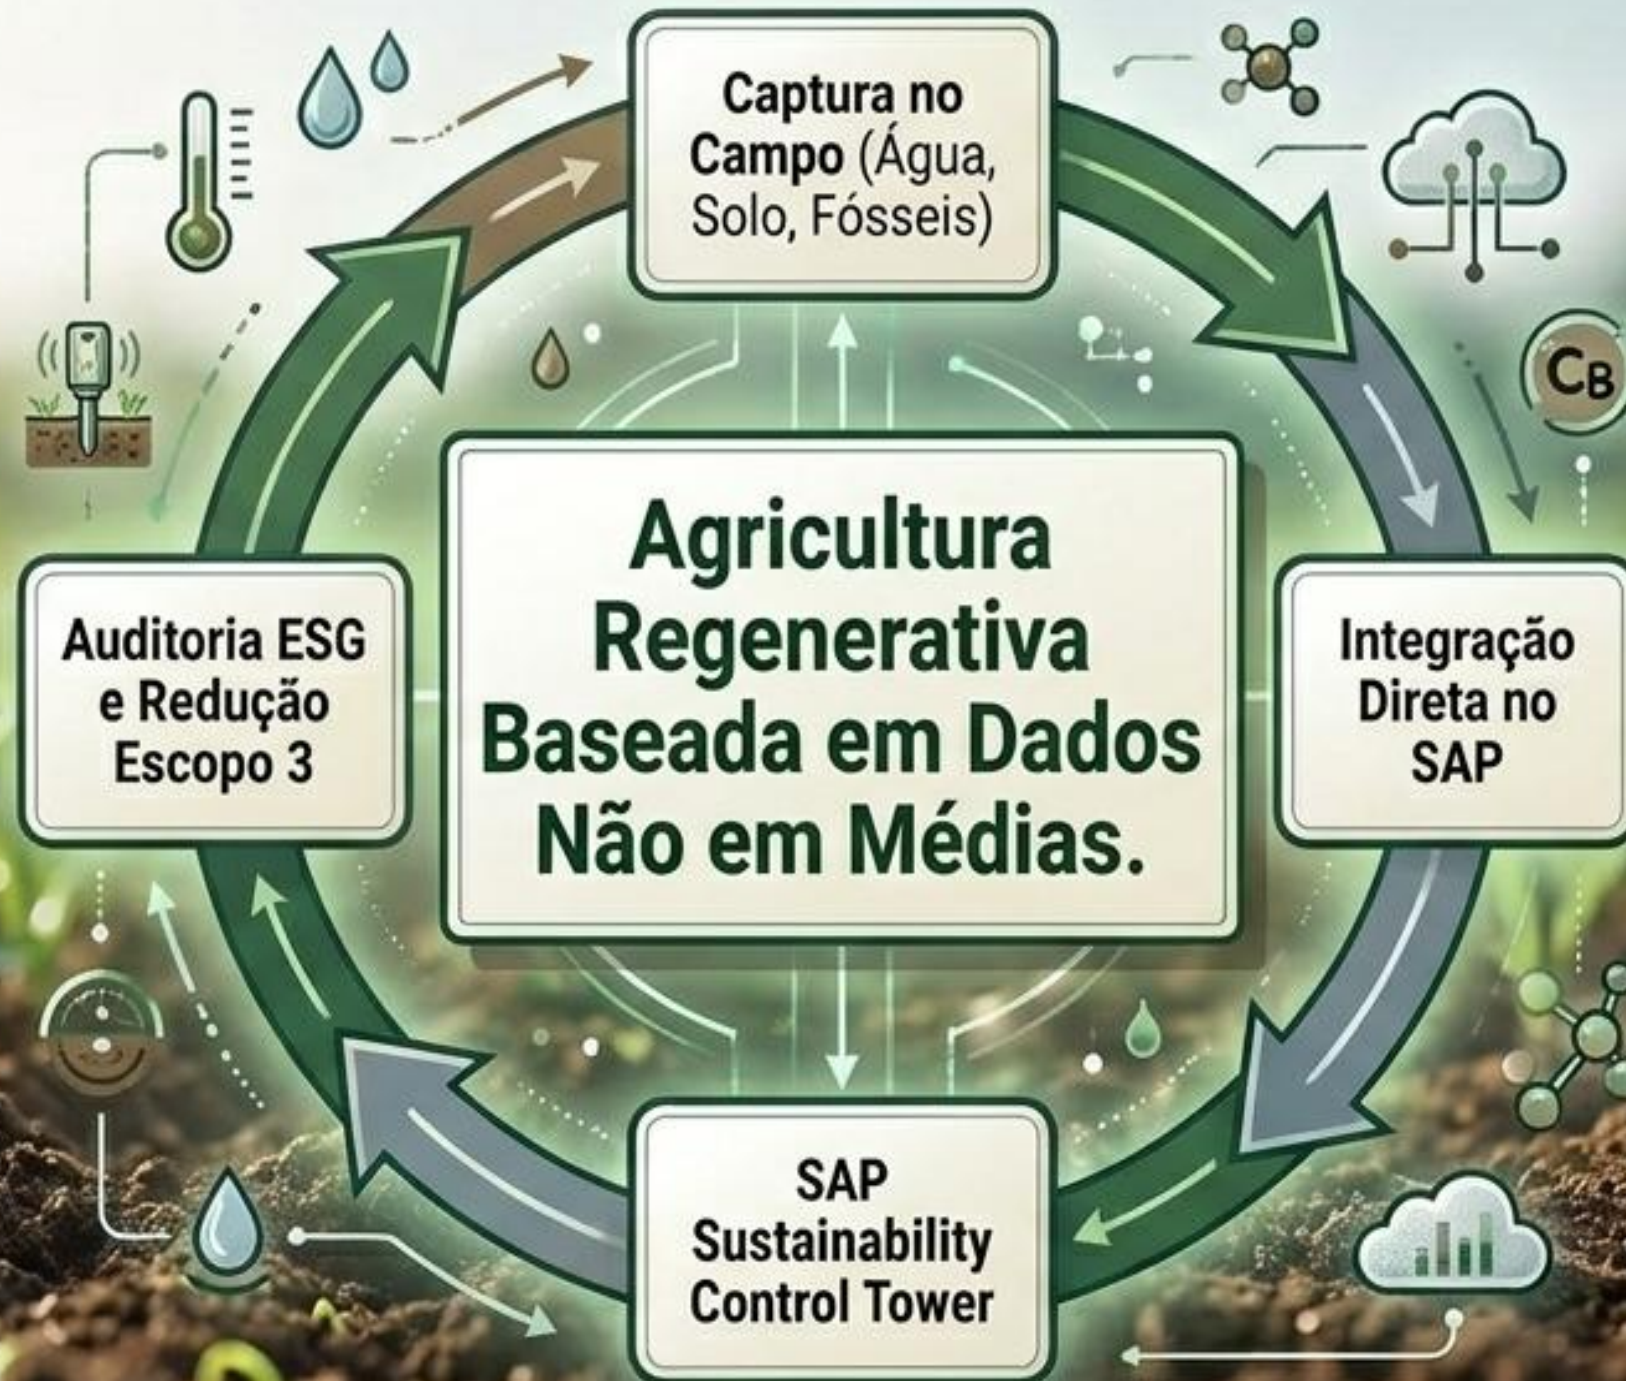 Captura no
Campo (Água,
Solo, Fósseis)
CB
Agricultura
Regenerativa
Baseada em Dados
Não em Médias.
Auditoria ESG
e Redução
Escopo 3
Integração
Direta no
SAP
SAP
Sustainability
Control Tower